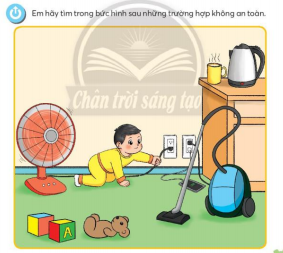 Em hãy tìm trong bức hình sau những trường hợp không an toàn.
Chân trời sáng tạo
A